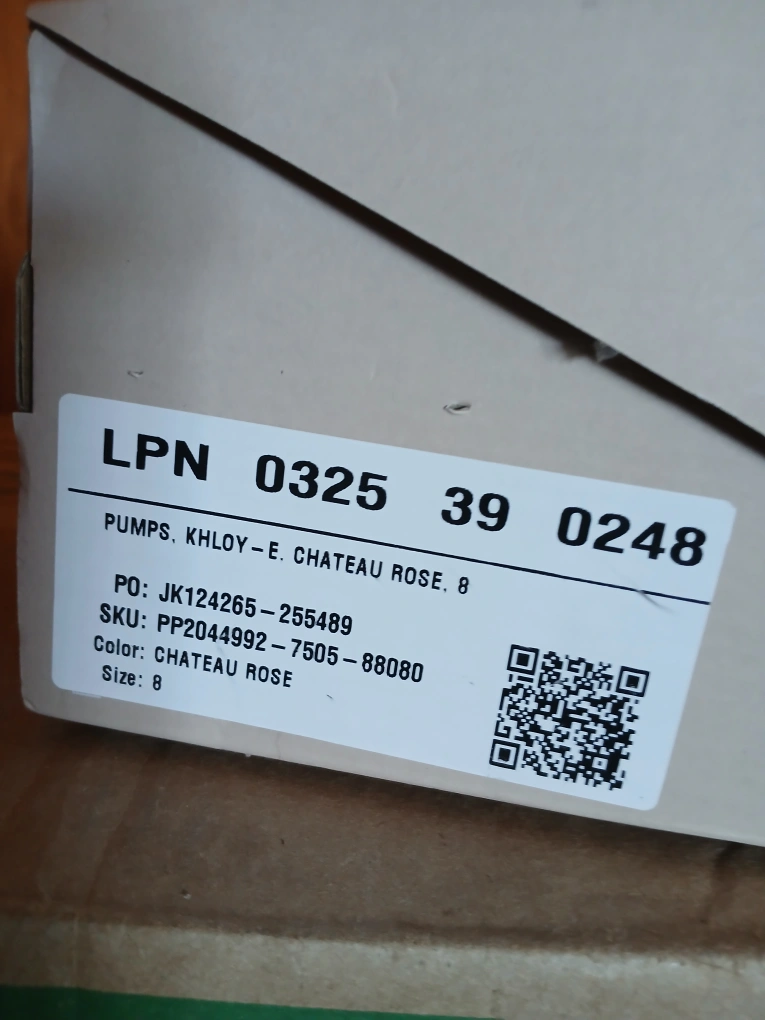 LPN 0325 39 0248
PUMPS, KHLOY-E, CHATEAU ROSE, 8
PO: JK124265-255489
SKU: PP2044992-7505-88080
Color: CHATEAU ROSE
Size: 8